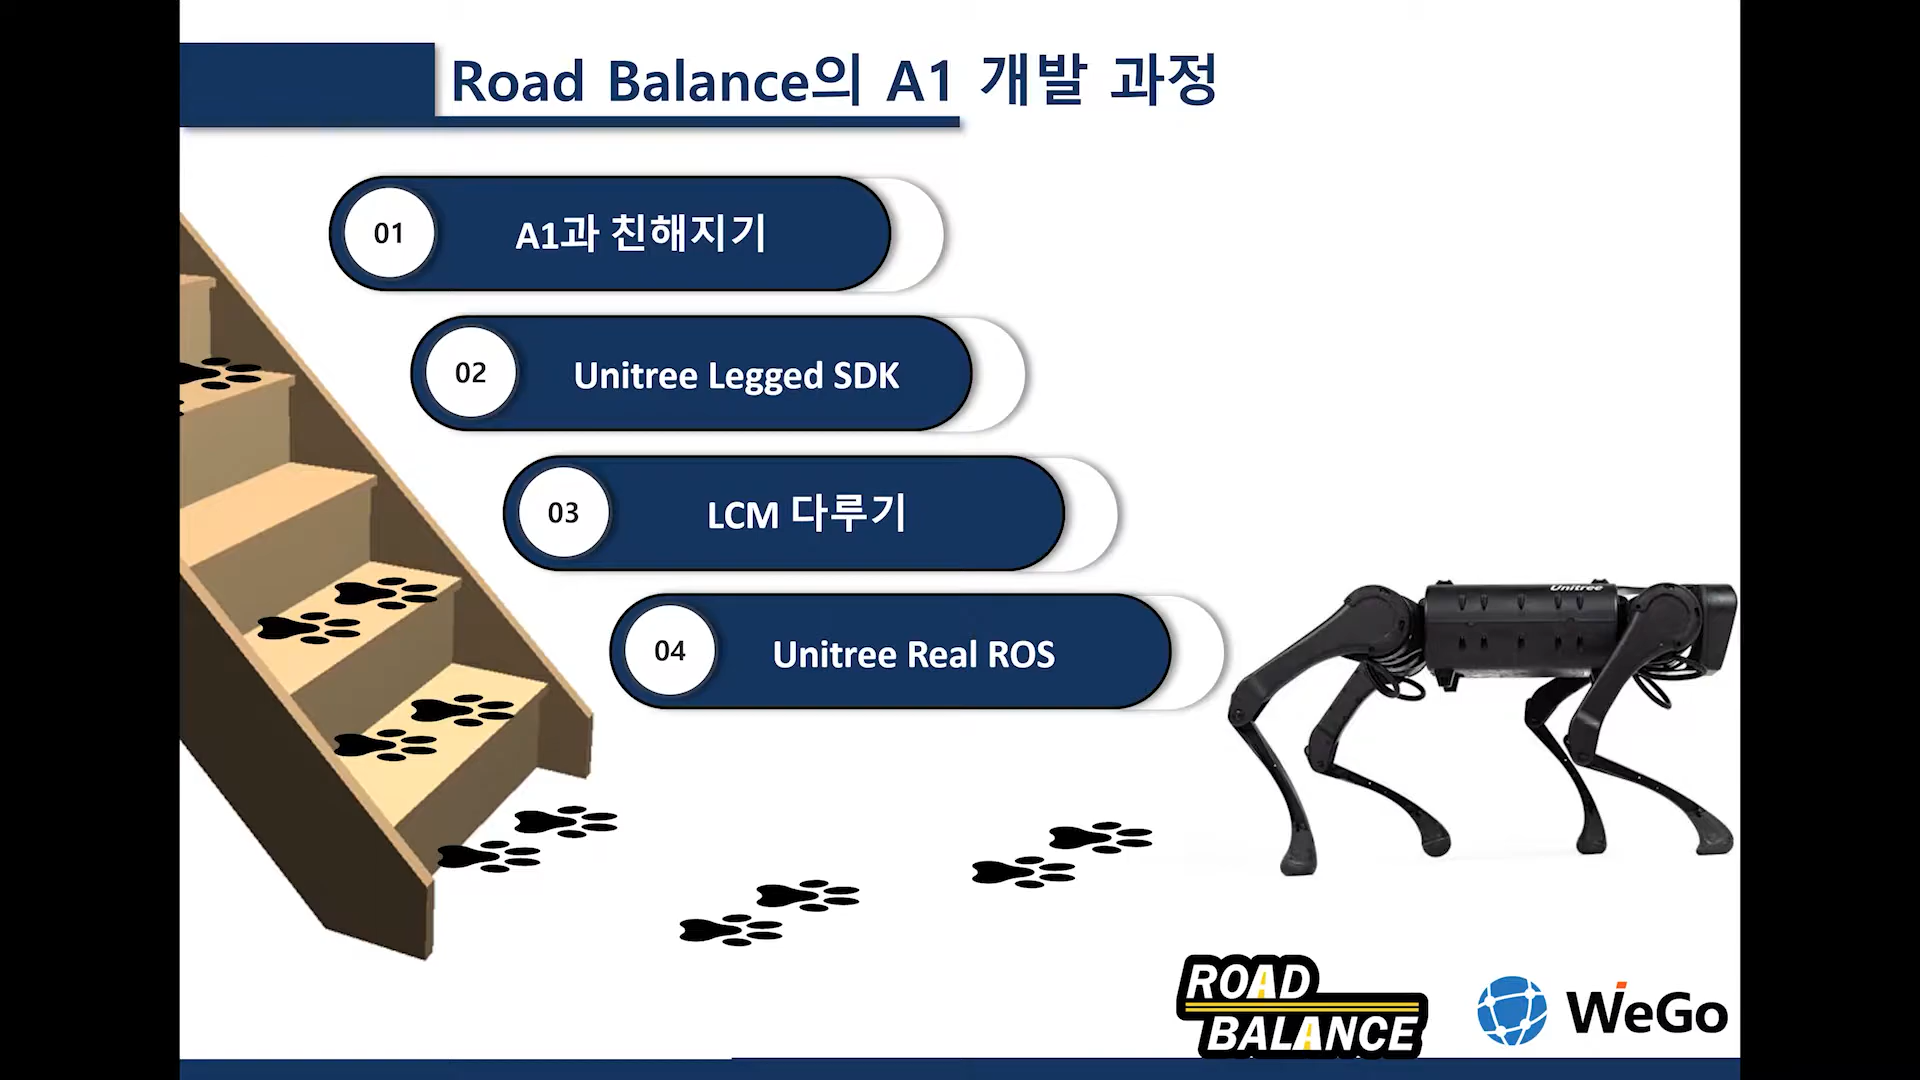 Road Balance의 A1 개발 과정
01
A1과 친해지기
02
Unitree Legged SDK
03
LCM 다루기
04
Unitree Real ROS
Unitree
ROAD
BALANCE
WeGo